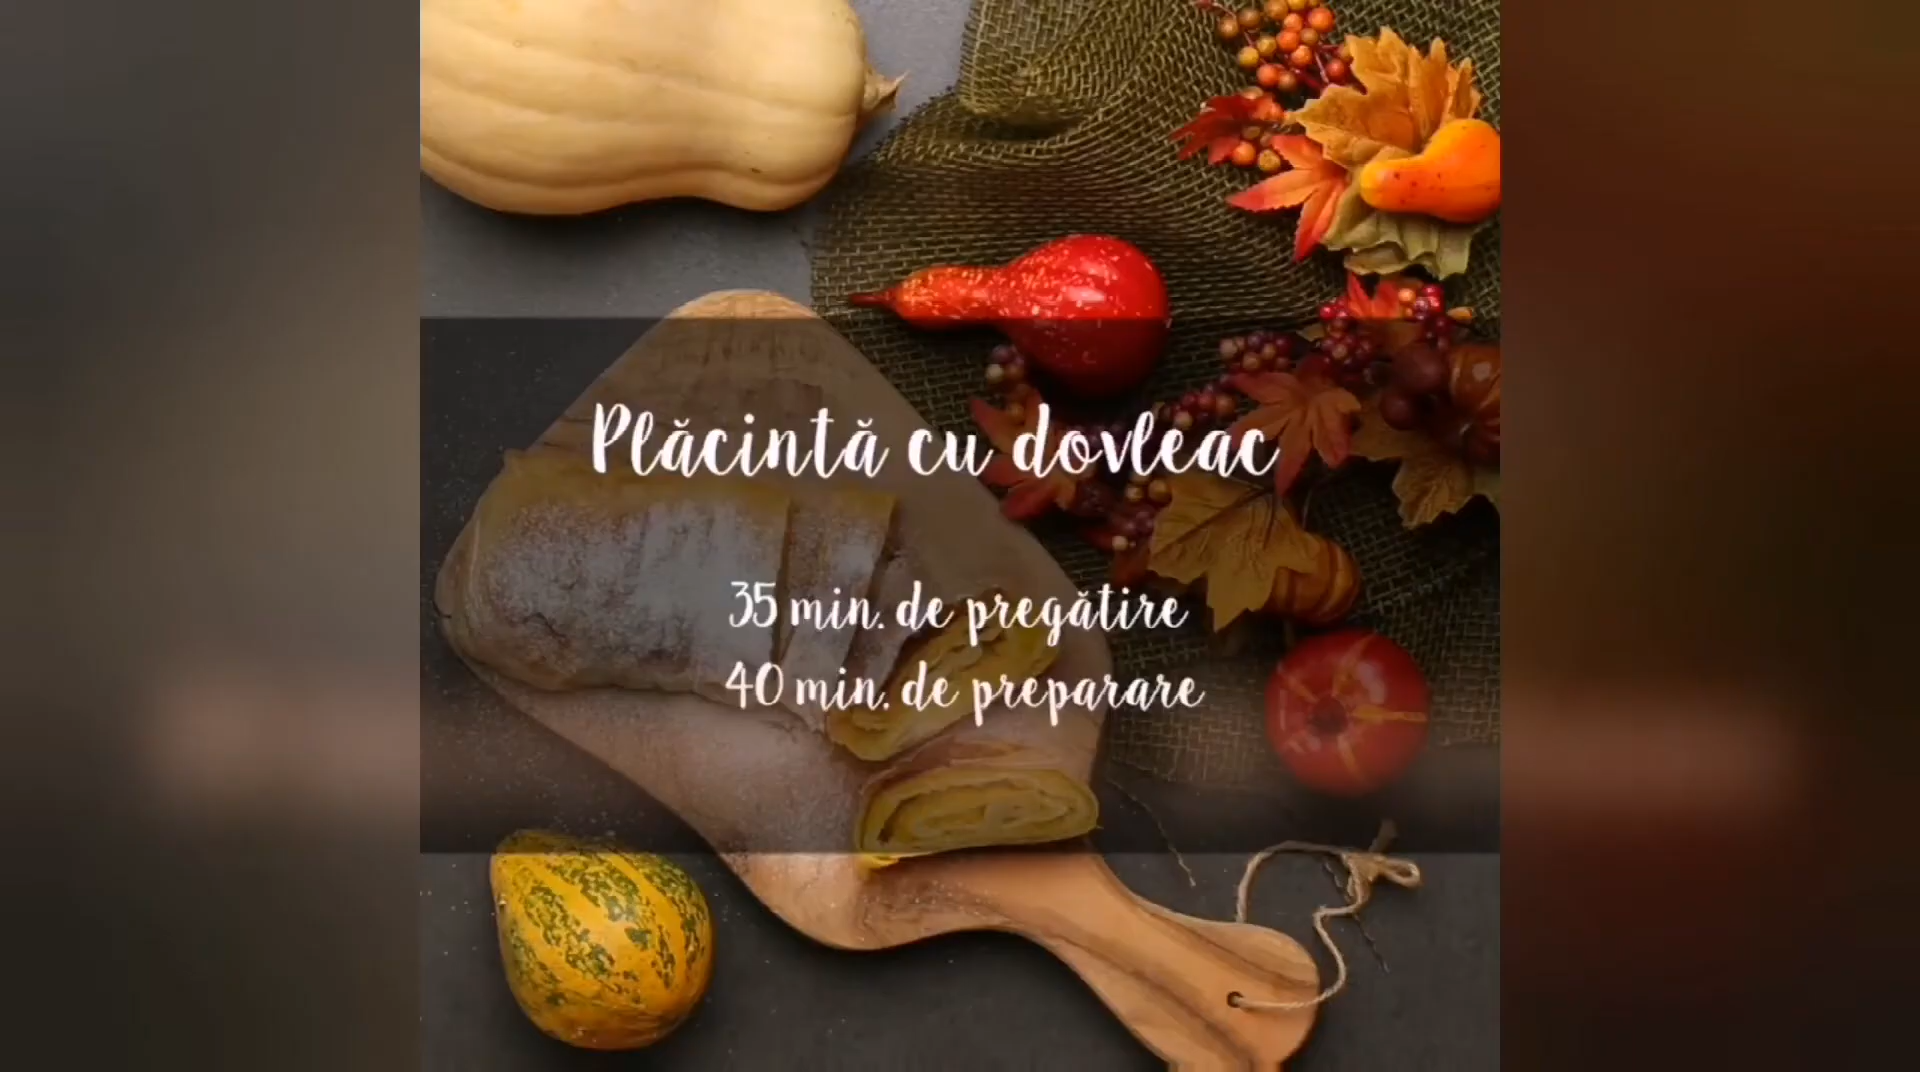 Plăcintă cu dovleac
35 min. de pregătire
40 min. de preparare